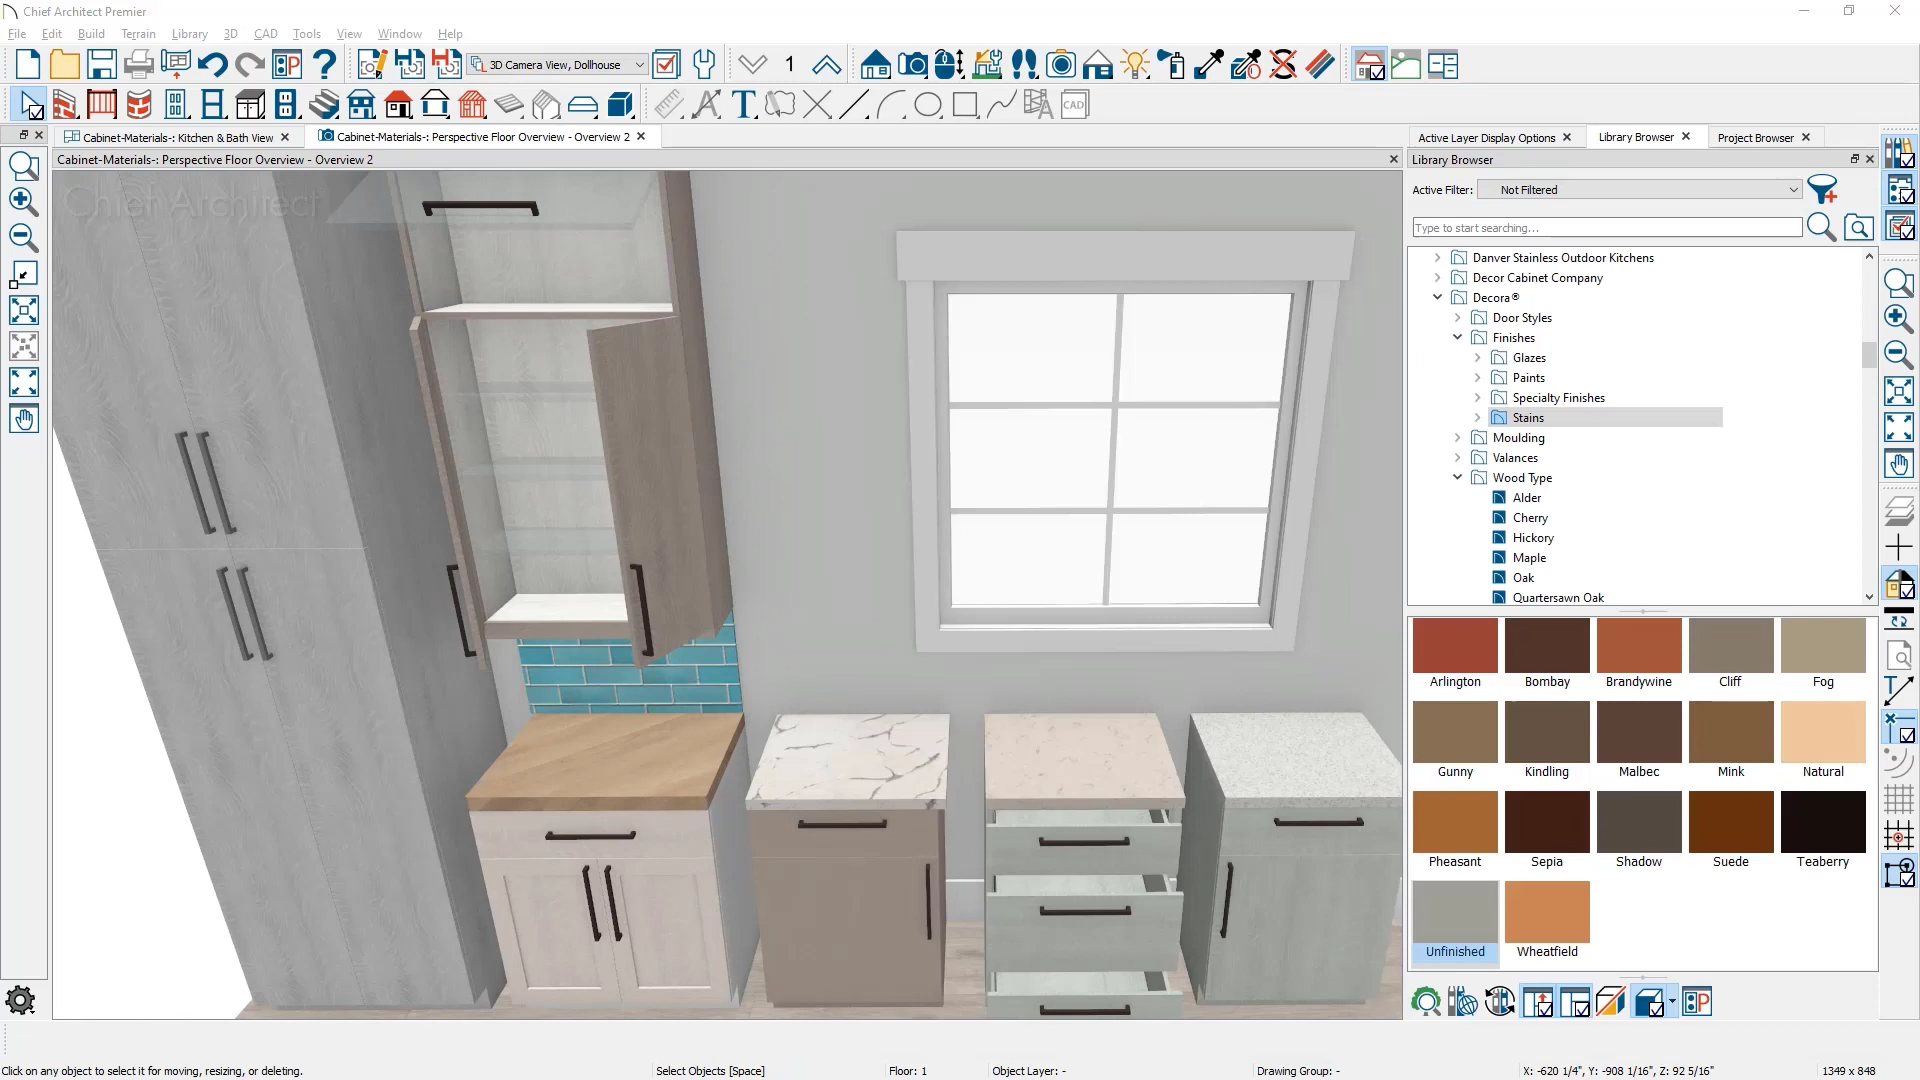 Chief Architect Premier
File Edit Build Terrain Library 3D CAD Tools View Window Help
3D Camera View, Dollhouse
1
CAD
Cabinet-Materials-: Kitchen & Bath View
Cabinet-Materials-: Perspective Floor Overview - Overview 2
Active Layer Display Options
Library Browser
Project Browser
Cabinet-Materials-: Perspective Floor Overview - Overview 2
Library Browser
Chief Architect
Active Filter:
Not Filtered
Type to start searching...
Danver Stainless Outdoor Kitchens
Decor Cabinet Company
Decora®
Door Styles
Finishes
Glazes
Paints
Specialty Finishes
Stains
Moulding
Valances
Wood Type
Alder
Cherry
Hickory
Maple
Oak
Quartersawn Oak
Arlington Bombay Brandywine Cliff Fog
Gunny Kindling Malbec Mink Natural
Pheasant Sepia Shadow Suede Teaberry
Unfinished Wheatfield
Click on any object to select it for moving, resizing, or deleting.
Select Objects [Space]
Floor: 1
Object Layer: -
Drawing Group: -
X: -620 1/4", Y: -908 1/16", Z: 92 5/16"
1349 x 848